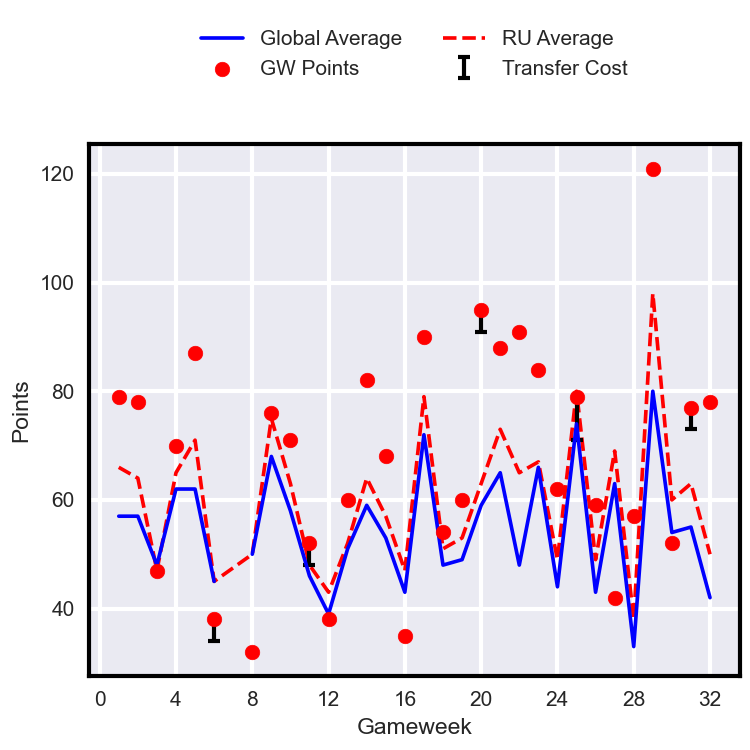 Global Average
RU Average
GW Points
Transfer Cost
120
100
80
60
40
Points
0 4 8 12 16 20 24 28 32
Gameweek